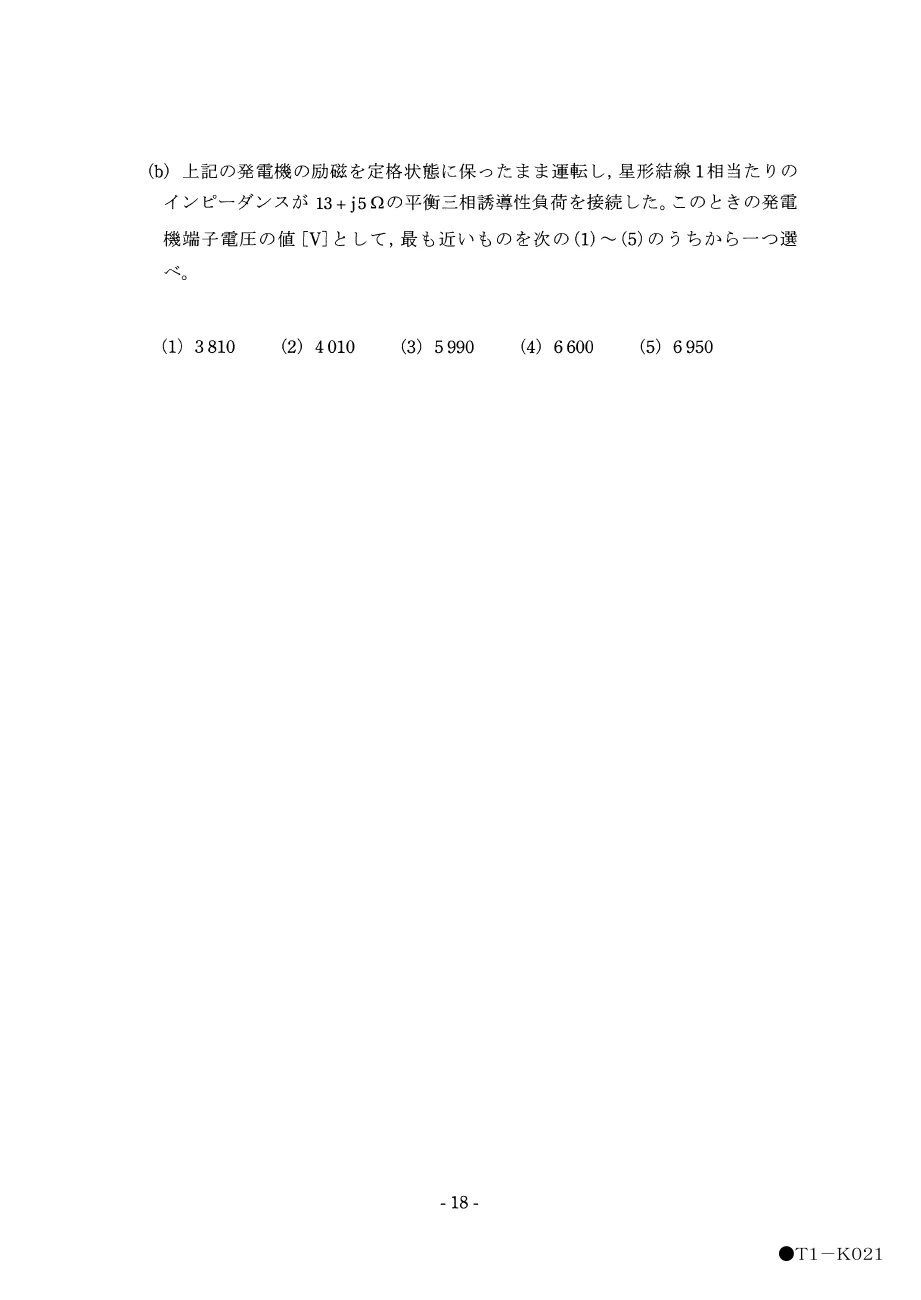 (b) 上記の発電機の励磁を定格状態に保ったまま運転し,星形結線1相当たりの
インピーダンスが 13+j5Ωの平衡三相誘導性負荷を接続した。このときの発電
機端子電圧の値[V]として,最も近いものを次の(1)～(5)のうちから一つ選
べ。
(1) 3 810 (2) 4 010 (3) 5 990 (4) 6 600 (5) 6 950
- 18 -
●T1－K021